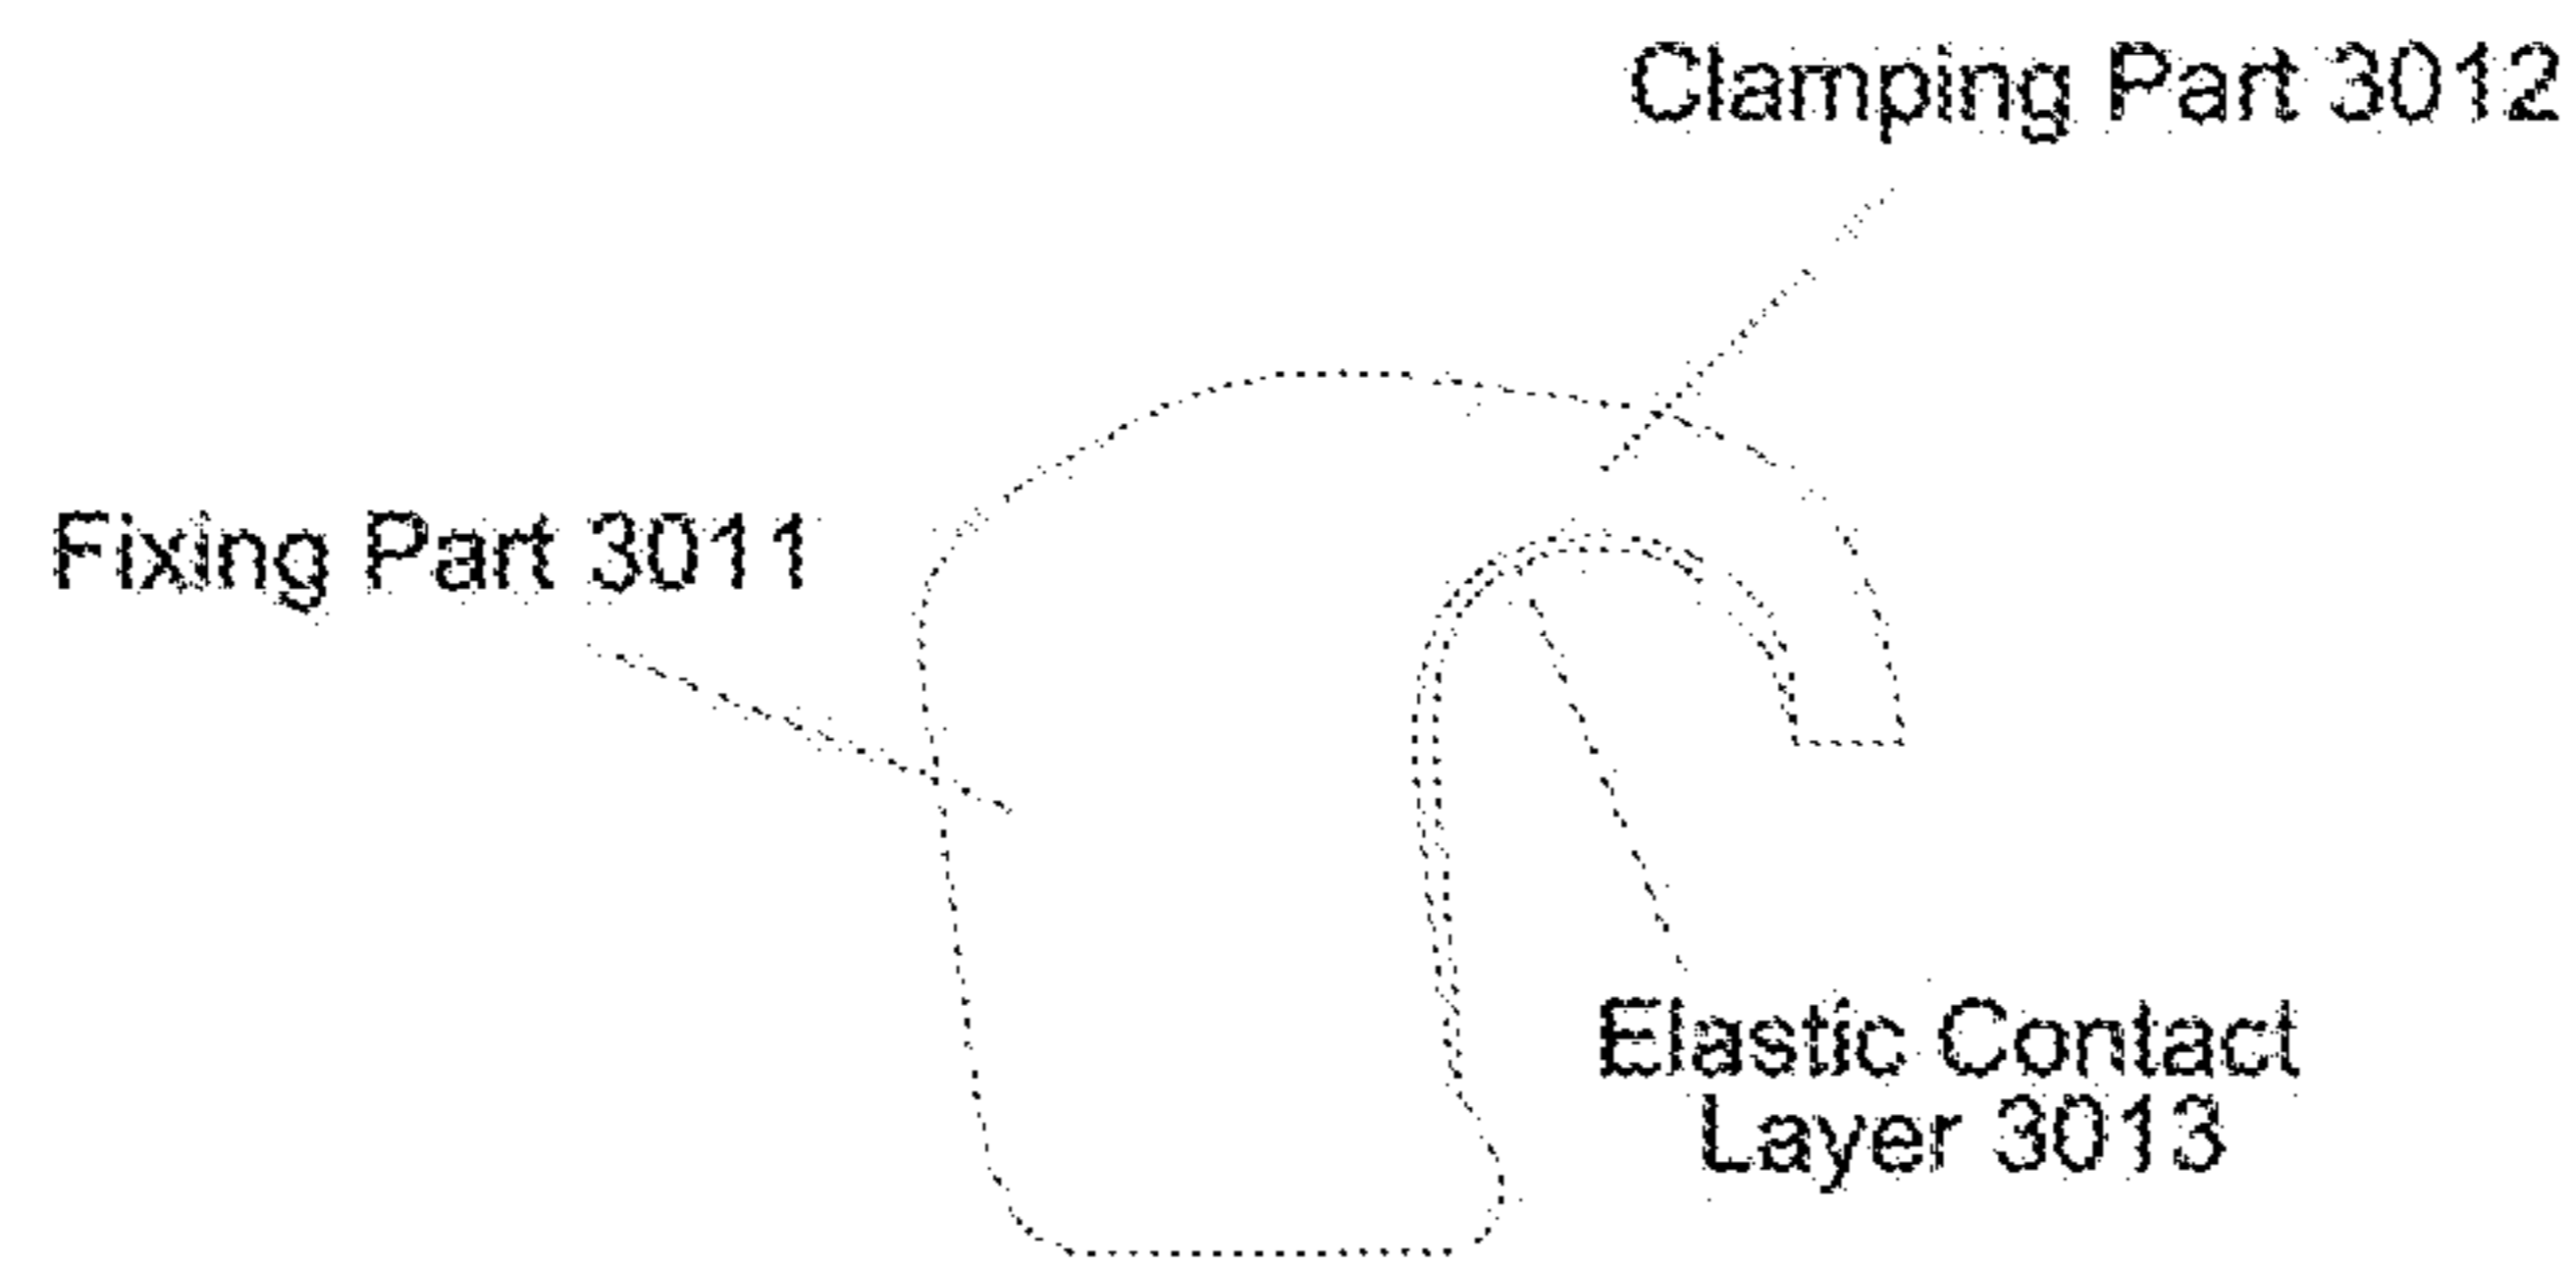 Clamping Part 3012
Fixing Part 3011
Elastic Contact
Layer 3013